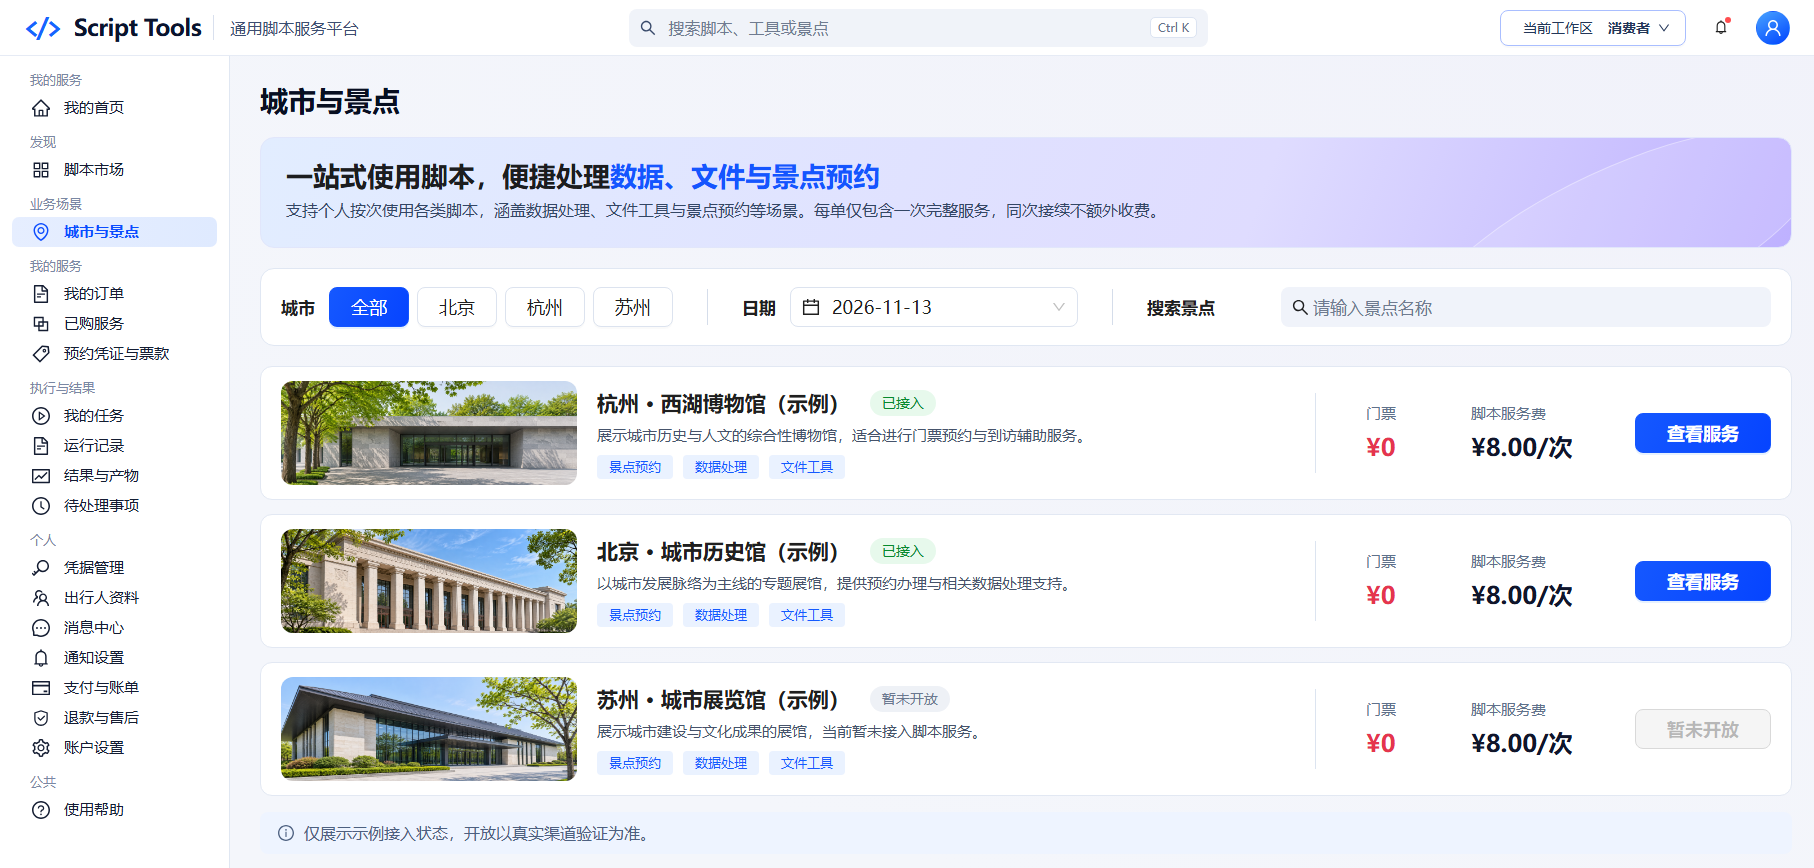 Script Tools
通用脚本服务平台
搜索脚本、工具或景点
Ctrl K
当前工作区 消费者
我的服务
我的首页
发现
脚本市场
业务场景
城市与景点
我的服务
我的订单
已购服务
预约凭证与票款
执行与结果
我的任务
运行记录
结果与产物
待处理事项
个人
凭据管理
出行人资料
消息中心
通知设置
支付与账单
退款与售后
账户设置
公共
使用帮助
城市与景点
一站式使用脚本，便捷处理数据、文件与景点预约
支持个人按次使用各类脚本，涵盖数据处理、文件工具与景点预约等场景。每单仅包含一次完整服务，同次接续不额外收费。
城市 全部 北京 杭州 苏州
日期 2026-11-13
搜索景点 请输入景点名称
杭州·西湖博物馆（示例） 已接入
展示城市历史与人文的综合性博物馆，适合进行门票预约与到访辅助服务。
景点预约 数据处理 文件工具
门票 脚本服务费
¥0 ¥8.00/次
查看服务
北京·城市历史馆（示例） 已接入
以城市发展脉络为主线的专题展馆，提供预约办理与相关数据处理支持。
景点预约 数据处理 文件工具
门票 脚本服务费
¥0 ¥8.00/次
查看服务
苏州·城市展览馆（示例） 暂未开放
展示城市建设与文化成果的展馆，当前暂未接入脚本服务。
景点预约 数据处理 文件工具
门票 脚本服务费
¥0 ¥8.00/次
暂未开放
仅展示示例接入状态，开放以真实渠道验证为准。